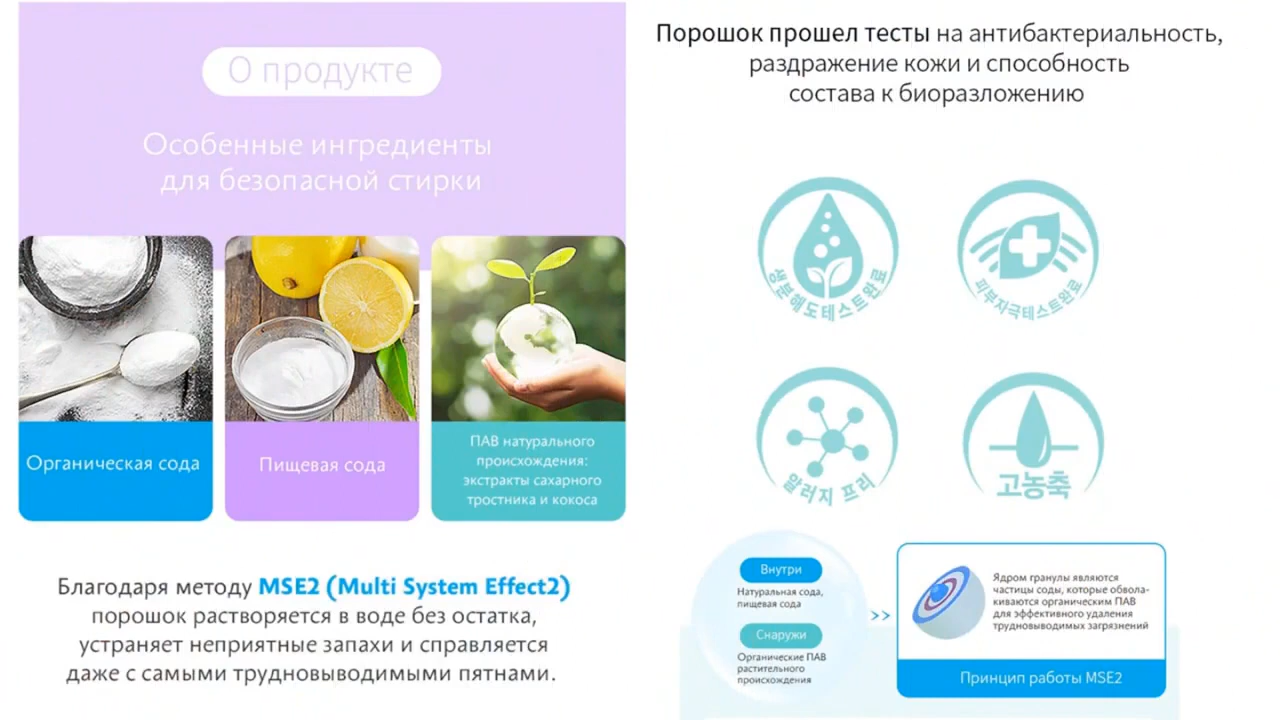 О продукте
Особенные ингредиенты
для безопасной стирки
Органическая сода
Пищевая сода
ПАВ натурального
происхождения:
экстракты сахарного
тростника и кокоса
Благодаря методу MSE2 (Multi System Effect2)
порошок растворяется в воде без остатка,
устраняет неприятные запахи и справляется
даже с самыми трудновыводимыми пятнами.
Порошок прошел тесты на антибактериальность,
раздражение кожи и способность
состава к биоразложению
생분해도테스트완료
피부자극테스트완료
알러지 프리
고농축
Внутри
Натуральная сода,
пищевая сода
Снаружи
Органические ПАВ
растительного
происхождения
>>
Ядром гранулы являются
частицы соды, которые обвола-
киваются органическим ПАВ
для эффективного удаления
трудновыводимых загрязнений
Принцип работы MSE2